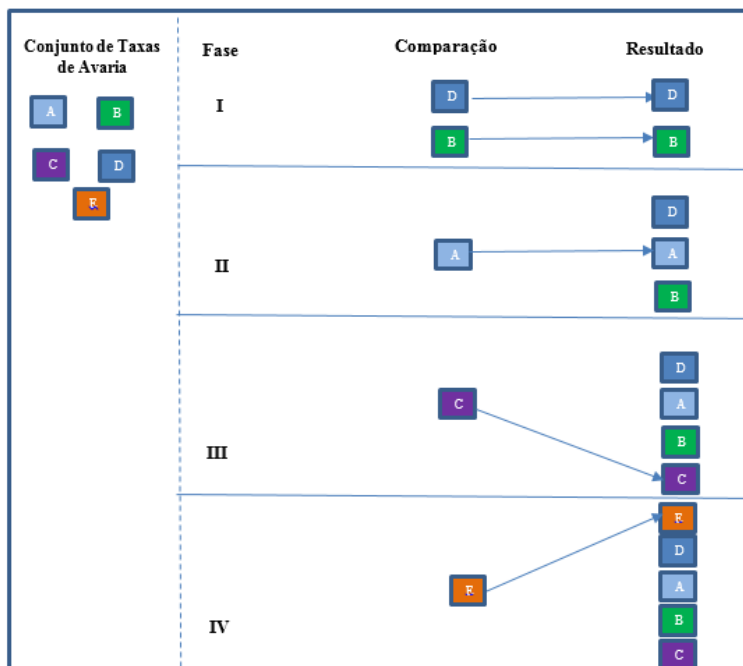 Conjunto de Taxas
de Avaria
A
B
C
D
E
Fase
Comparação
Resultado
I
D
D
B
B
II
D
A
A
B
III
D
C
A
B
C
IV
E
E
D
A
B
C